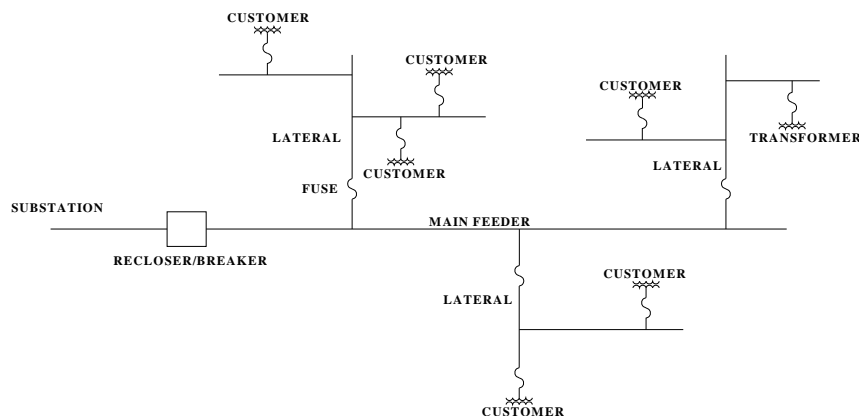 CUSTOMER
CUSTOMER
CUSTOMER
LATERAL
TRANSFORMER
LATERAL
CUSTOMER
FUSE
SUBSTATION
MAIN FEEDER
RECLOSER/BREAKER
CUSTOMER
LATERAL
CUSTOMER